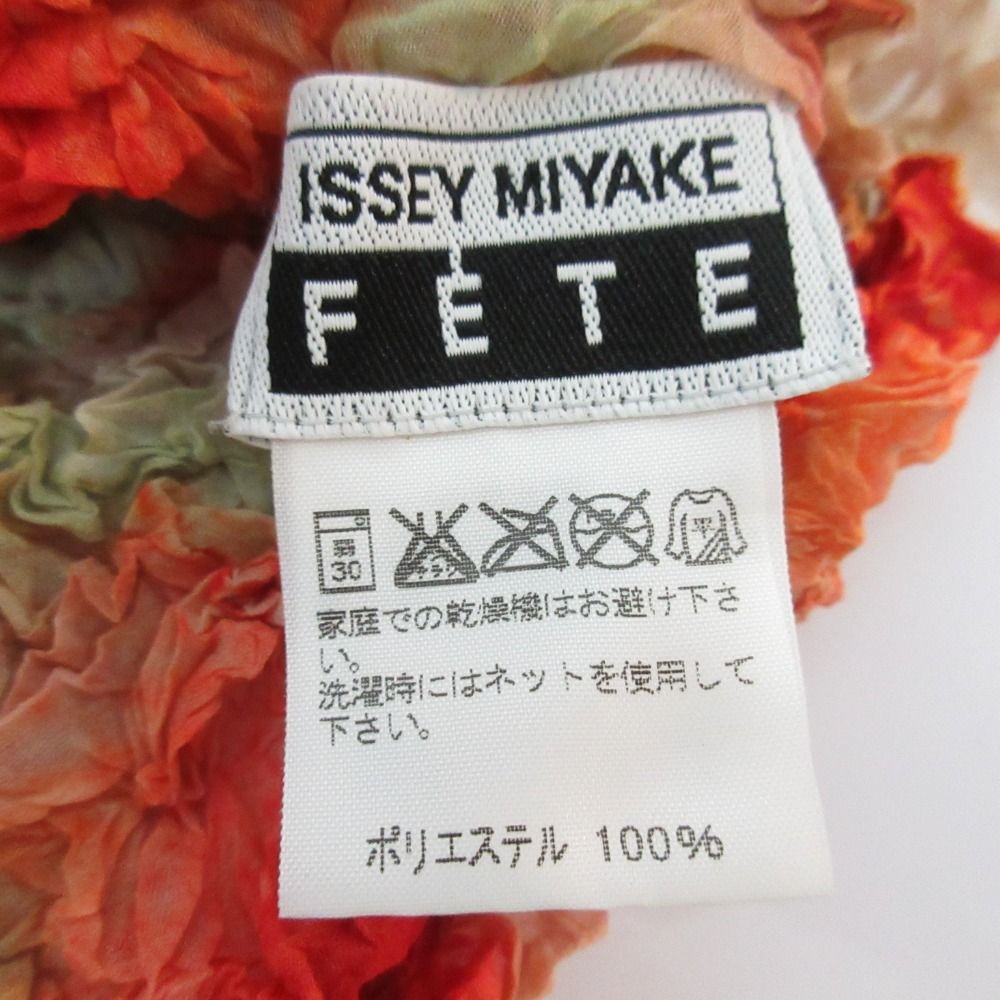 ISSEY MIYAKE
FÊTE
弱
30
家庭での乾燥機はお避け下さ
い。
洗濯時にはネットを使用して
下さい。
ポリエステル 100%